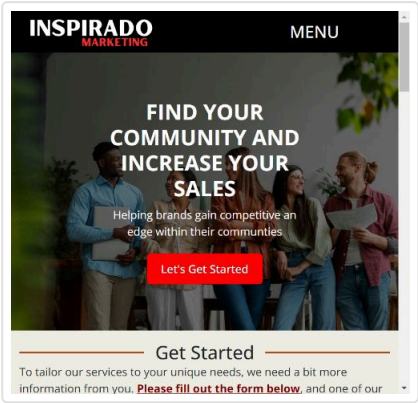 INSPIRADO
MARKETING
MENU
FIND YOUR
COMMUNITY AND
INCREASE YOUR
SALES
Helping brands gain competitive an
edge within their communties
Let's Get Started
Get Started
To tailor our services to your unique needs, we need a bit more
information from you. Please fill out the form below, and one of our